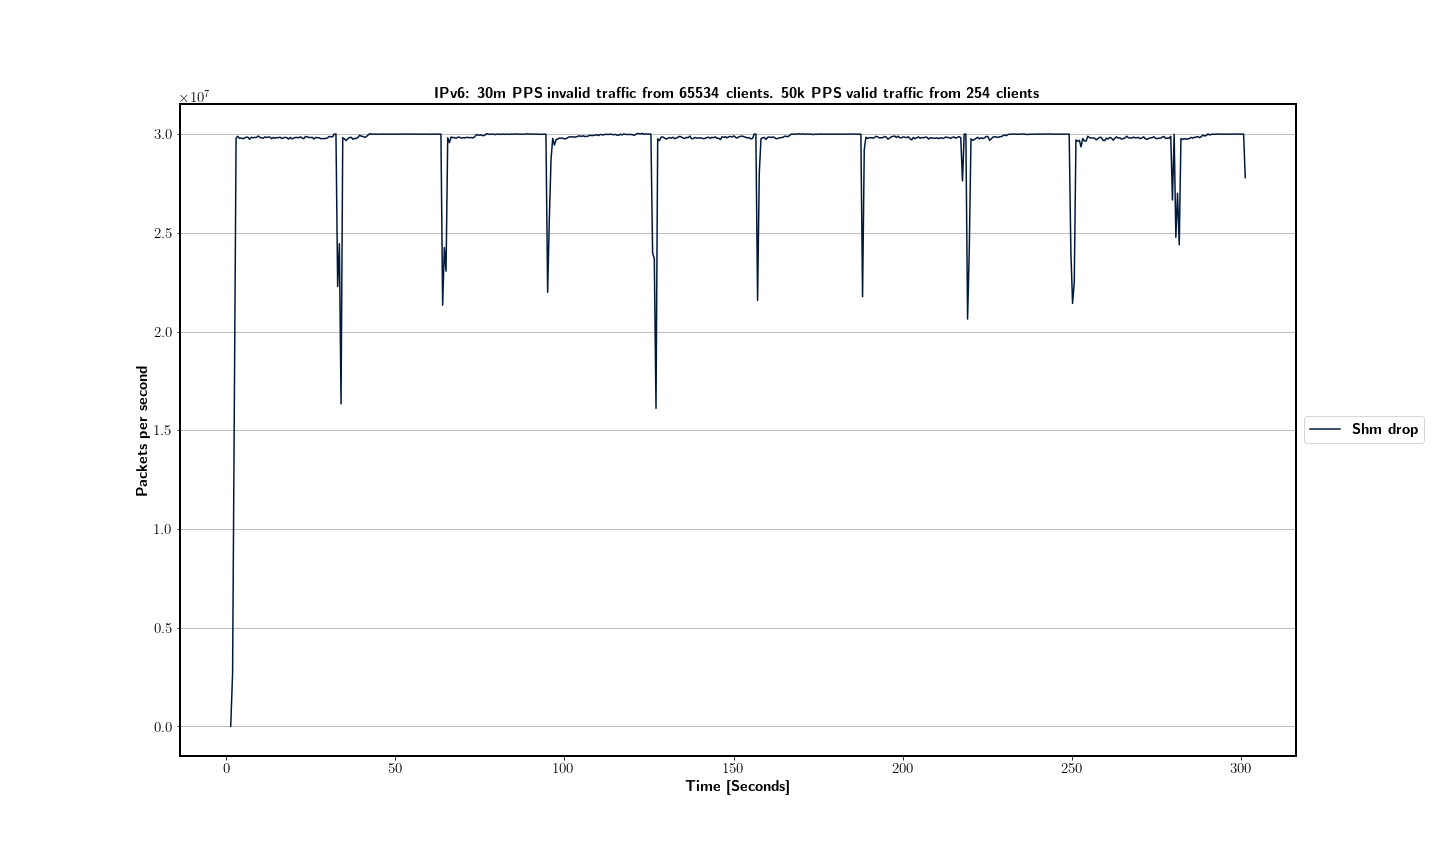 IPv6: 30m PPS invalid traffic from 65534 clients. 50k PPS valid traffic from 254 clients
×10⁷
3.0
2.5
2.0
1.5
1.0
0.5
0.0
Packets per second
0 50 100 150 200 250 300
Time [Seconds]
Shm drop